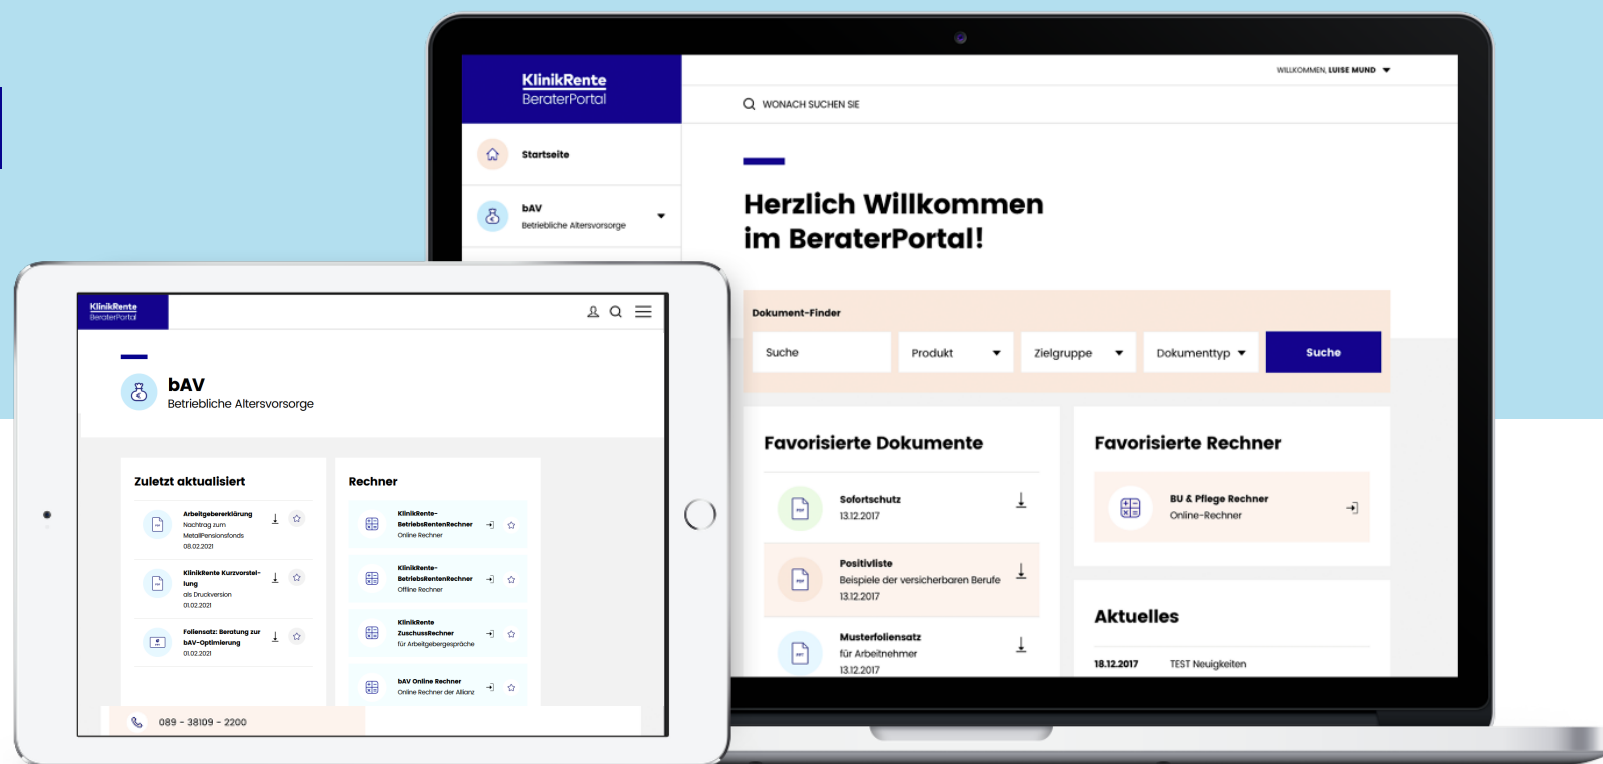 KlinikRente
BeraterPortal
WILLKOMMEN, LUISE MUND
WONACH SUCHEN SIE
Startseite
bAV
Betriebliche Altersvorsorge
Herzlich Willkommen
im BeraterPortal!
Dokument-Finder
Suche
Produkt
Zielgruppe
Dokumenttyp
Suche
Favorisierte Dokumente
Sofortschutz
13.12.2017
Positivliste
Beispiele der versicherbaren Berufe
13.12.2017
Musterfoliensatz
für Arbeitnehmer
13.12.2017
Favorisierte Rechner
BU & Pflege Rechner
Online-Rechner
Aktuelles
18.12.2017 TEST Neuigkeiten
KlinikRente
BeraterPortal
bAV
Betriebliche Altersvorsorge
Zuletzt aktualisiert
Arbeitgebererklärung
Nachtrag zum
MetallPensionsfonds
08.02.2021
KlinikRente Kurzvorstel-
lung
als Druckversion
01.02.2021
Foliensatz: Beratung zur
bAV-Optimierung
01.02.2021
Rechner
KlinikRente-
BetriebsRentenRechner
Online Rechner
KlinikRente-
BetriebsRentenRechner
Offline Rechner
KlinikRente
ZuschussRechner
für Arbeitgebergespräche
bAV Online Rechner
Online Rechner der Allianz
089 - 38109 - 2200